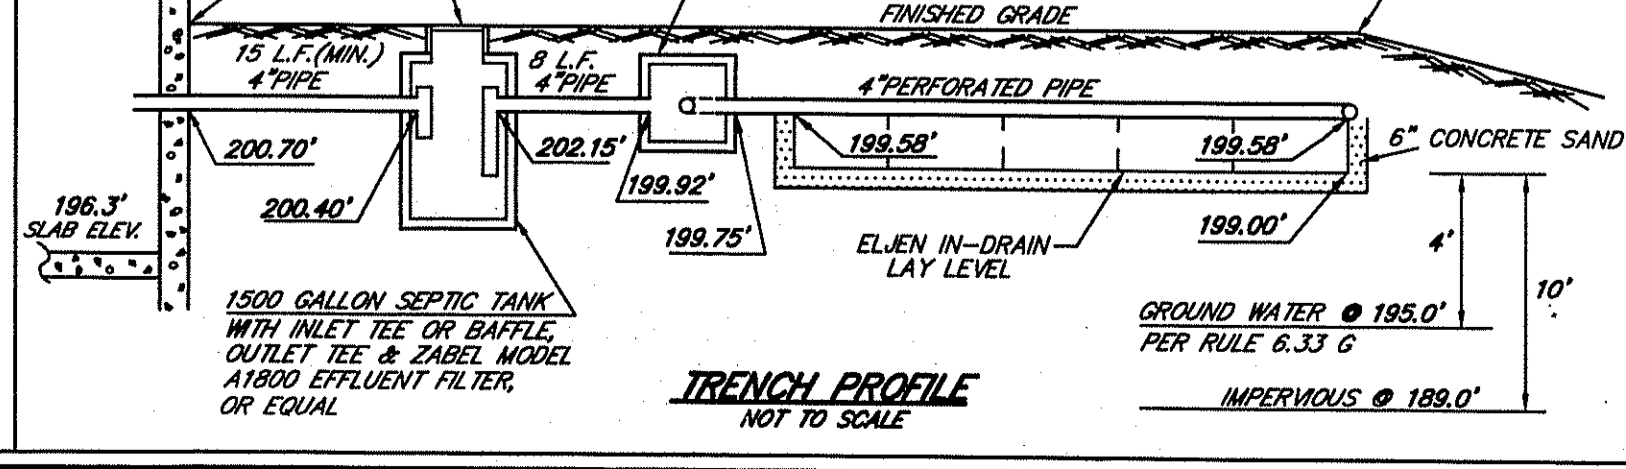 FINISHED GRADE
15 L.F.(MIN.)
4"PIPE
8 L.F.
4"PIPE
4"PERFORATED PIPE
200.70'
202.15'
199.58'
199.58'
6" CONCRETE SAND
199.92'
196.3'
SLAB ELEV.
200.40'
199.75'
199.00'
ELJEN IN-DRAIN
LAY LEVEL
4'
10'
1500 GALLON SEPTIC TANK
WITH INLET TEE OR BAFFLE,
OUTLET TEE & ZABEL MODEL
A1800 EFFLUENT FILTER,
OR EQUAL
GROUND WATER @ 195.0'
PER RULE 6.33 G
IMPERVIOUS @ 189.0'
TRENCH PROFILE
NOT TO SCALE